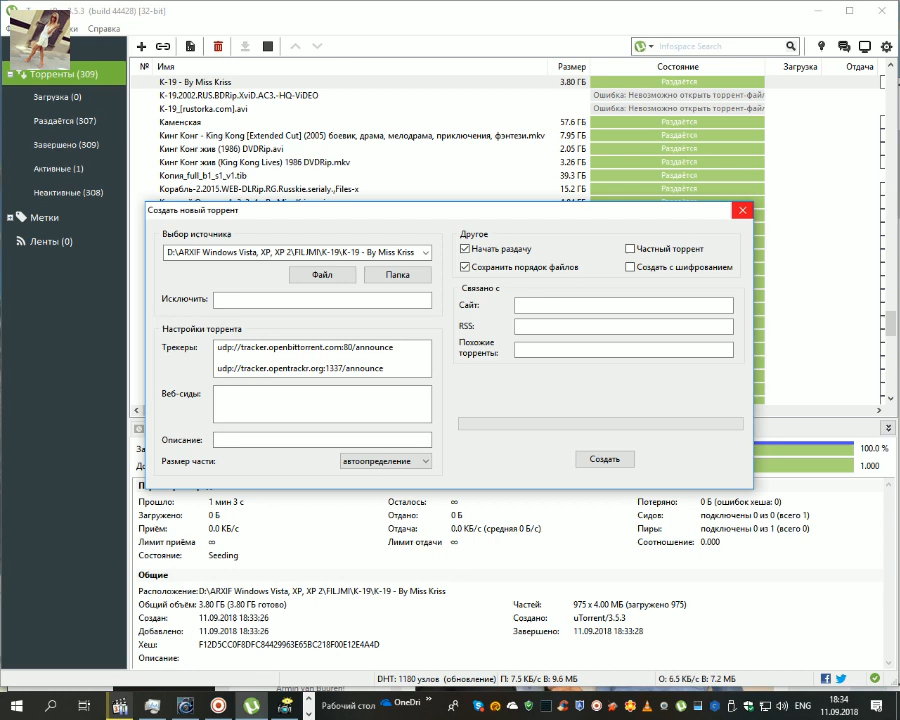 3.5.3 (build 44428) [32-bit]
Справка
Infospace Search
Торренты (309)
Загрузка (0)
Раздаётся (307)
Завершено (309)
Активные (1)
Неактивные (308)
Метки
Ленты (0)
№ Имя Размер Состояние Загрузка Отдача
K-19 - By Miss Kriss 3.80 ГБ Раздаётся
K-19.2002.RUS.BDRip.XviD.AC3.-HQ-ViDEO Ошибка: Невозможно открыть торрент-файл
K-19_[rustorka.com].avi Ошибка: Невозможно открыть торрент-файл
Каменская 57.6 ГБ Раздаётся
Кинг Конг - King Kong [Extended Cut] (2005) боевик, драма, мелодрама, приключения, фэнтези.mkv 7.95 ГБ Раздаётся
Кинг Конг жив (1986) DVDRip.avi 2.05 ГБ Раздаётся
Кинг Конг жив (King Kong Lives) 1986 DVDRip.mkv 3.26 ГБ Раздаётся
Копия_full_b1_s1_v1.tib 39.3 ГБ Раздаётся
Корабль-2.2015.WEB-DLRip.RG.Russkie.serialy.,Files-x 15.2 ГБ Раздаётся
Создать новый торрент
Выбор источника
D:\ARXIF Windows Vista, XP, XP 2\FILJMI\K-19\K-19 - By Miss Kriss
Файл Папка
Исключить:
Настройки торрента
Трекеры:
udp://tracker.openbittorrent.com:80/announce
udp://tracker.opentrackr.org:1337/announce
Веб-сиды:
Описание:
Размер части: автоопределение
Другое
Начать раздачу Частный торрент
Сохранить порядок файлов Создать с шифрованием
Связано с
Сайт:
RSS:
Похожие
торренты:
Создать
100.0 %
1.000
Прошло: 1 мин 3 с Осталось: ∞ Потеряно: 0 Б (ошибок хеша: 0)
Загружено: 0 Б Отдано: 0 Б Сидов: подключены 0 из 0 (всего 1)
Приём: 0.0 КБ/с Отдача: 0.0 КБ/с (средняя 0 Б/с) Пиры: подключены 0 из 1 (всего 0)
Лимит приёма ∞ Лимит отдачи ∞ Соотношение: 0.000
Состояние: Seeding
Общие
Расположение: D:\ARXIF Windows Vista, XP, XP 2\FILJMI\K-19\K-19 - By Miss Kriss
Общий объём: 3.80 ГБ (3.80 ГБ готово) Частей: 975 x 4.00 МБ (загружено 975)
Создан: 11.09.2018 18:33:26 Создано: uTorrent/3.5.3
Добавлено: 11.09.2018 18:33:26 Завершено: 11.09.2018 18:33:28
Хеш: F12D5CC0F8DFC84429963E65BC218F00E12E4A4D
Описание:
DHT: 1180 узлов (обновление) П: 7.5 КБ/с В: 9.6 МБ О: 6.5 КБ/с В: 7.2 МБ
Armin van Buuren
Рабочий стол OneDri ENG 18:34
11.09.2018